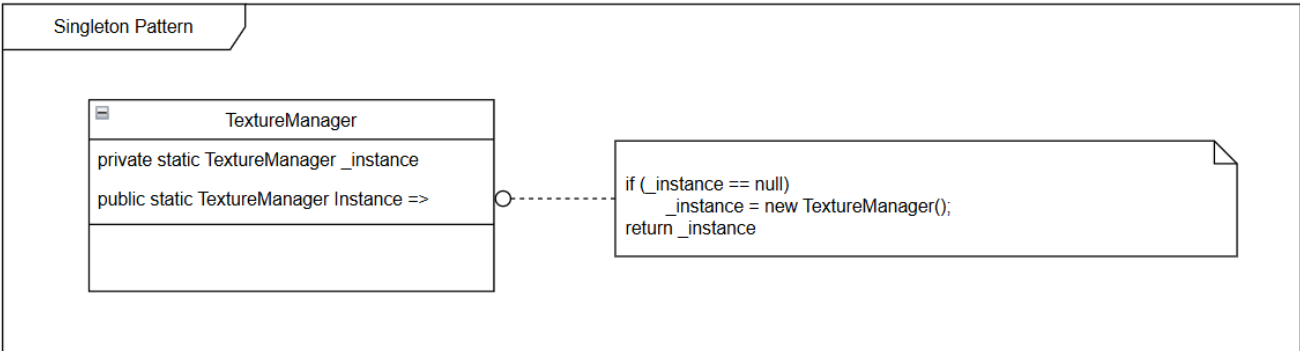 Singleton Pattern
TextureManager
private static TextureManager _instance
public static TextureManager Instance =>
if (_instance == null)
_instance = new TextureManager();
return _instance